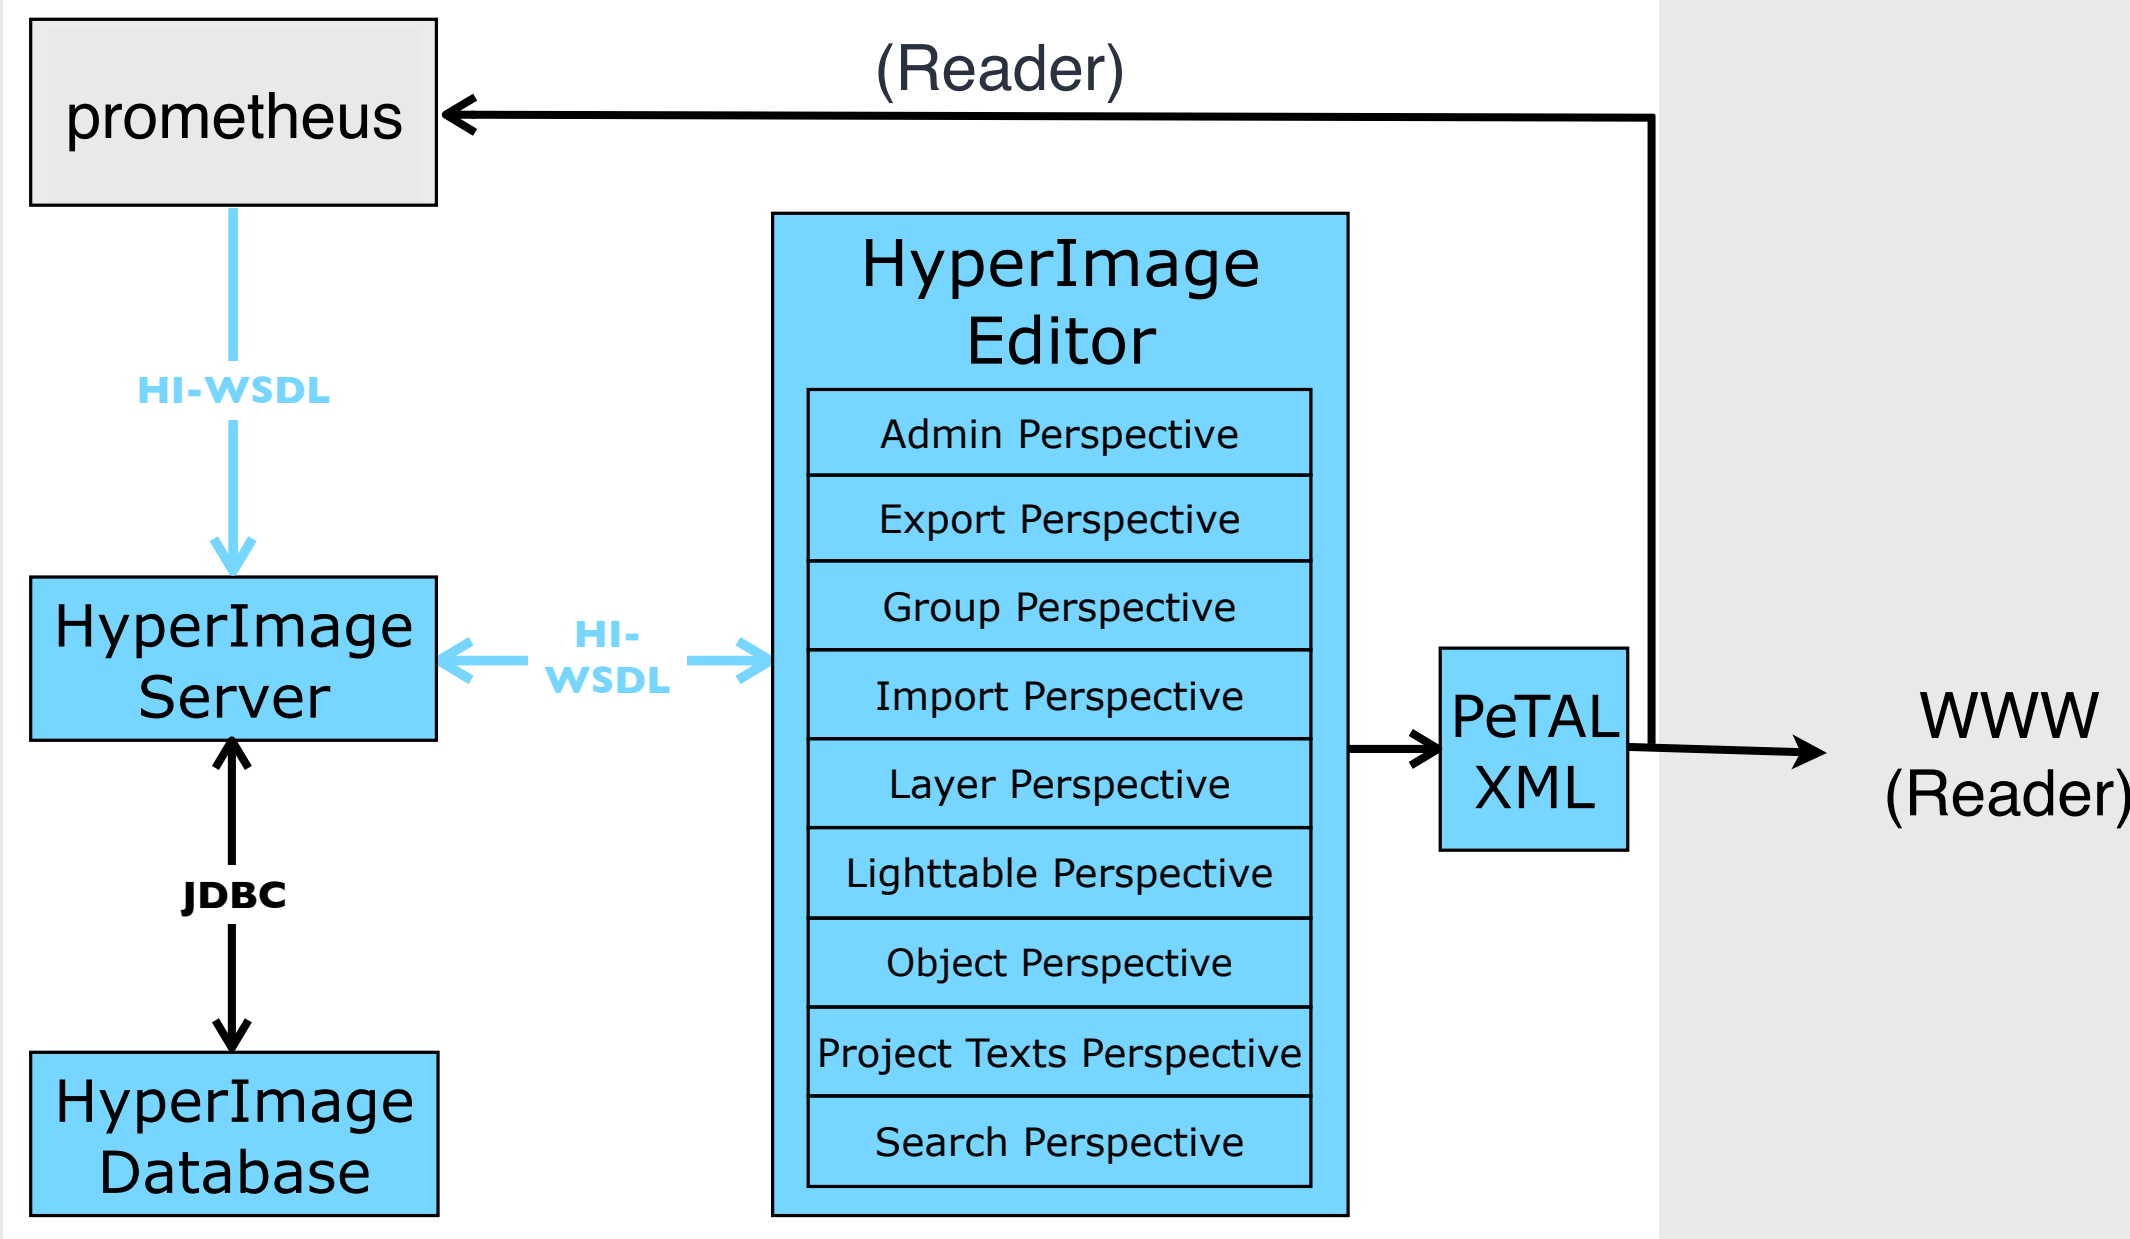 prometheus
(Reader)
HI-WSDL
HyperImage
Server
HI-
WSDL
JDBC
HyperImage
Database
HyperImage
Editor
Admin Perspective
Export Perspective
Group Perspective
Import Perspective
Layer Perspective
Lighttable Perspective
Object Perspective
Project Texts Perspective
Search Perspective
PeTAL
XML
WWW
(Reader)